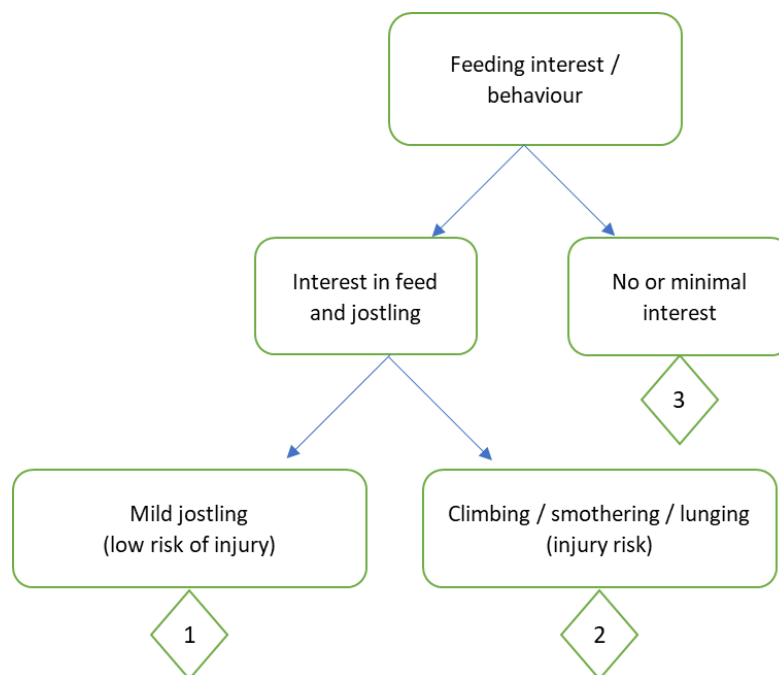 Feeding interest /
behaviour
Interest in feed
and jostling
No or minimal
interest
3
Mild jostling
(low risk of injury)
Climbing / smothering / lunging
(injury risk)
1
2